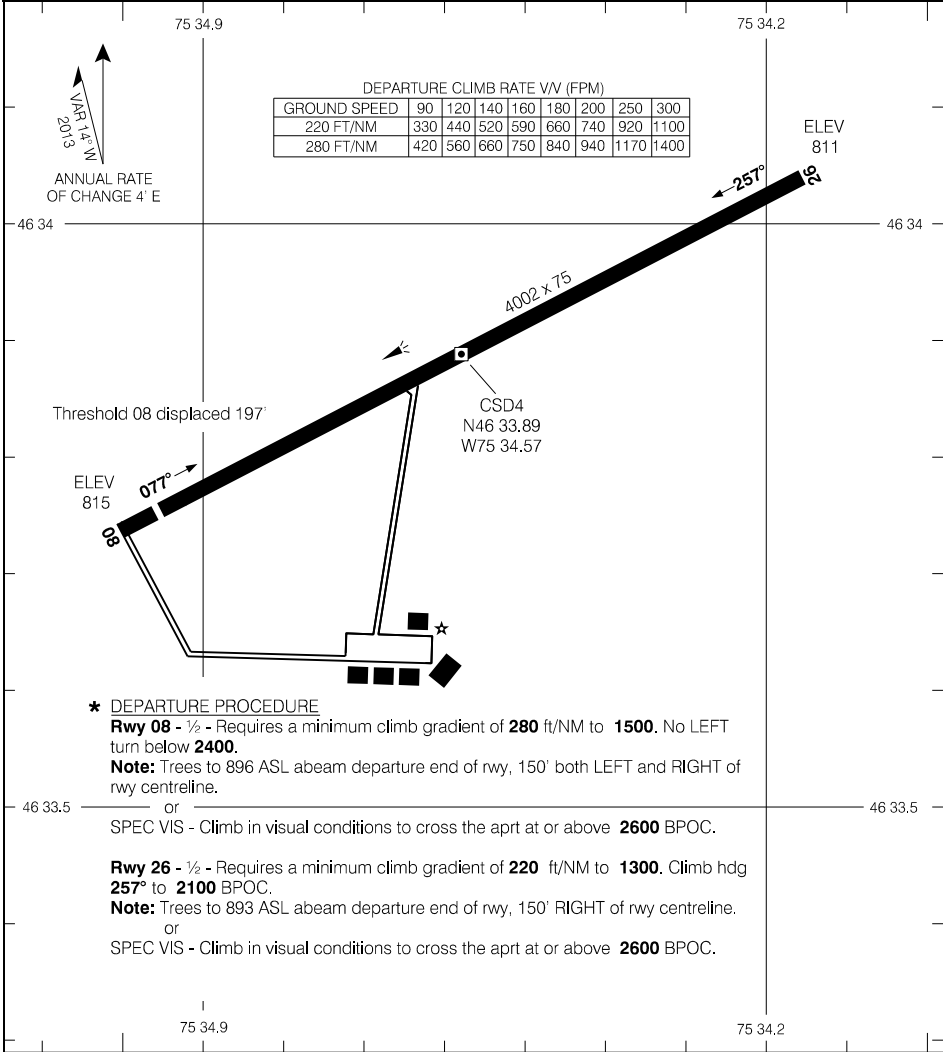 75 34.9 75 34.2
DEPARTURE CLIMB RATE V/V (FPM)
GROUND SPEED 90 120 140 160 180 200 250 300
220 FT/NM 330 440 520 590 660 740 920 1100
280 FT/NM 420 560 660 750 840 940 1170 1400
VAR 14° W
2013
ANNUAL RATE
OF CHANGE 4' E
ELEV
811
26
257°
46 34 46 34
4002 x 75
CSD4
N46 33.89
W75 34.57
Threshold 08 displaced 197'
ELEV
815
077°
08
* DEPARTURE PROCEDURE
Rwy 08 - ½ - Requires a minimum climb gradient of 280 ft/NM to 1500. No LEFT
turn below 2400.
Note: Trees to 896 ASL abeam departure end of rwy, 150' both LEFT and RIGHT of
rwy centreline.
46 33.5 46 33.5
or
SPEC VIS - Climb in visual conditions to cross the aprt at or above 2600 BPOC.
Rwy 26 - ½ - Requires a minimum climb gradient of 220 ft/NM to 1300. Climb hdg
257° to 2100 BPOC.
Note: Trees to 893 ASL abeam departure end of rwy, 150' RIGHT of rwy centreline.
or
SPEC VIS - Climb in visual conditions to cross the aprt at or above 2600 BPOC.
75 34.9 75 34.2